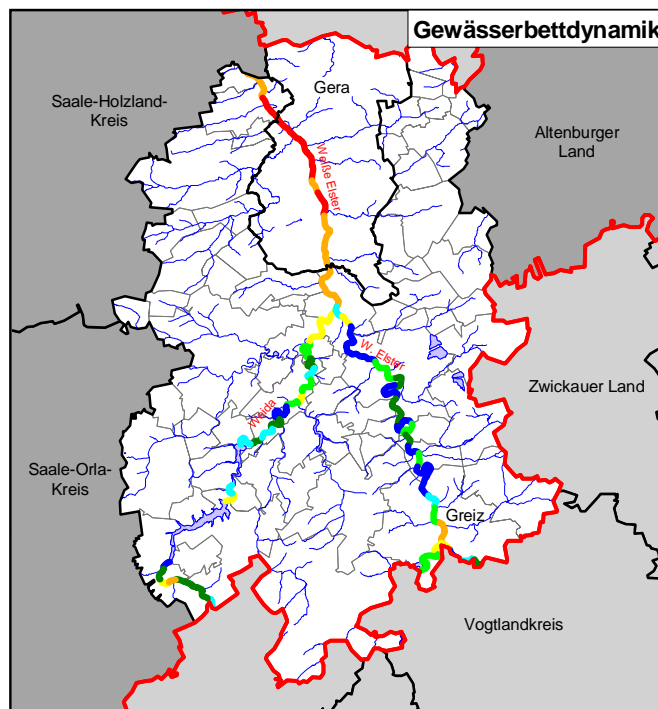 Gewässerbettdynamik
Gera
Saale-Holzland-
Kreis
Altenburger
Land
Weiße Elster
W. Elster
Zwickauer Land
Weida
Saale-Orla-
Kreis
Greiz
Vogtlandkreis